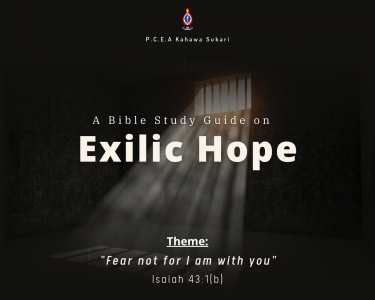 P.C.E.A Kahawa Sukari
A Bible Study Guide on
Exilic Hope
Theme:
"Fear not for I am with you"
Isaiah 43:1(b)